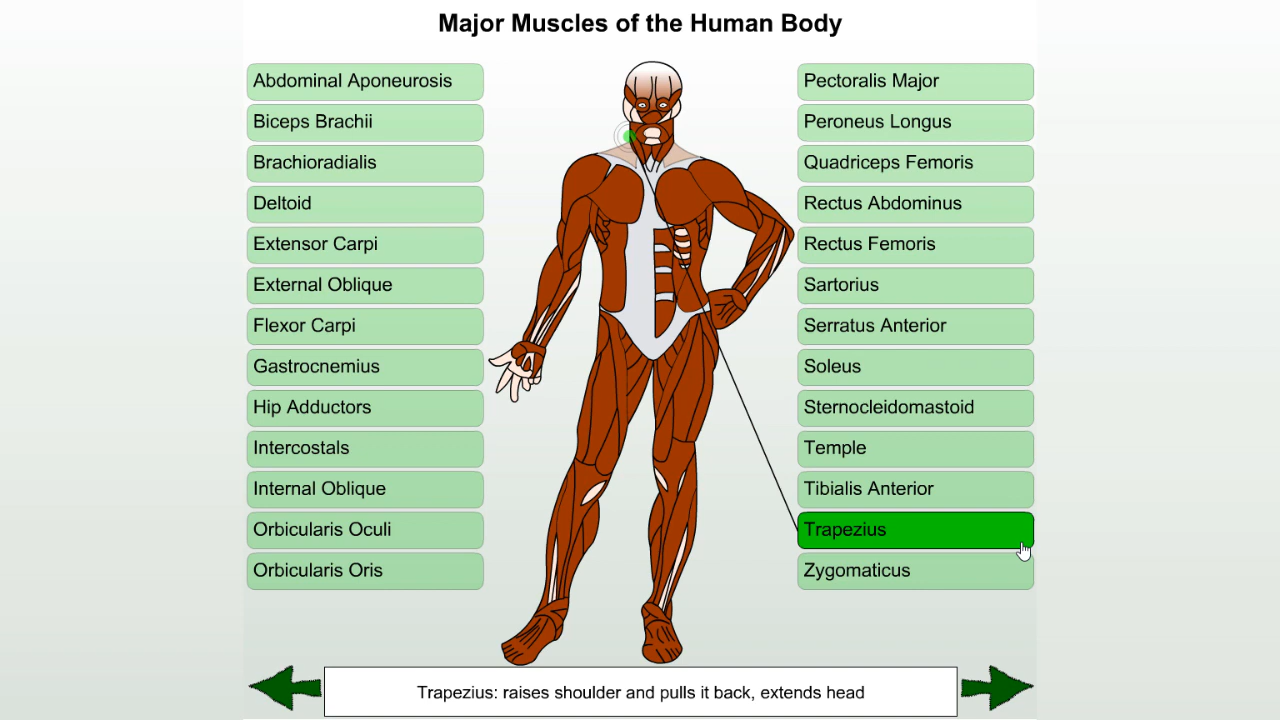 Major Muscles of the Human Body
Abdominal Aponeurosis
Biceps Brachii
Brachioradialis
Deltoid
Extensor Carpi
External Oblique
Flexor Carpi
Gastrocnemius
Hip Adductors
Intercostals
Internal Oblique
Orbicularis Oculi
Orbicularis Oris
Pectoralis Major
Peroneus Longus
Quadriceps Femoris
Rectus Abdominus
Rectus Femoris
Sartorius
Serratus Anterior
Soleus
Sternocleidomastoid
Temple
Tibialis Anterior
Trapezius
Zygomaticus
Trapezius: raises shoulder and pulls it back, extends head